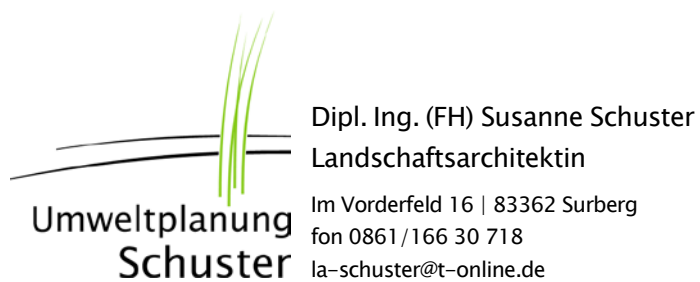 Umweltplanung
Schuster
Dipl. Ing. (FH) Susanne Schuster
Landschaftsarchitektin
Im Vorderfeld 16 | 83362 Surberg
fon 0861/166 30 718
la-schuster@t-online.de